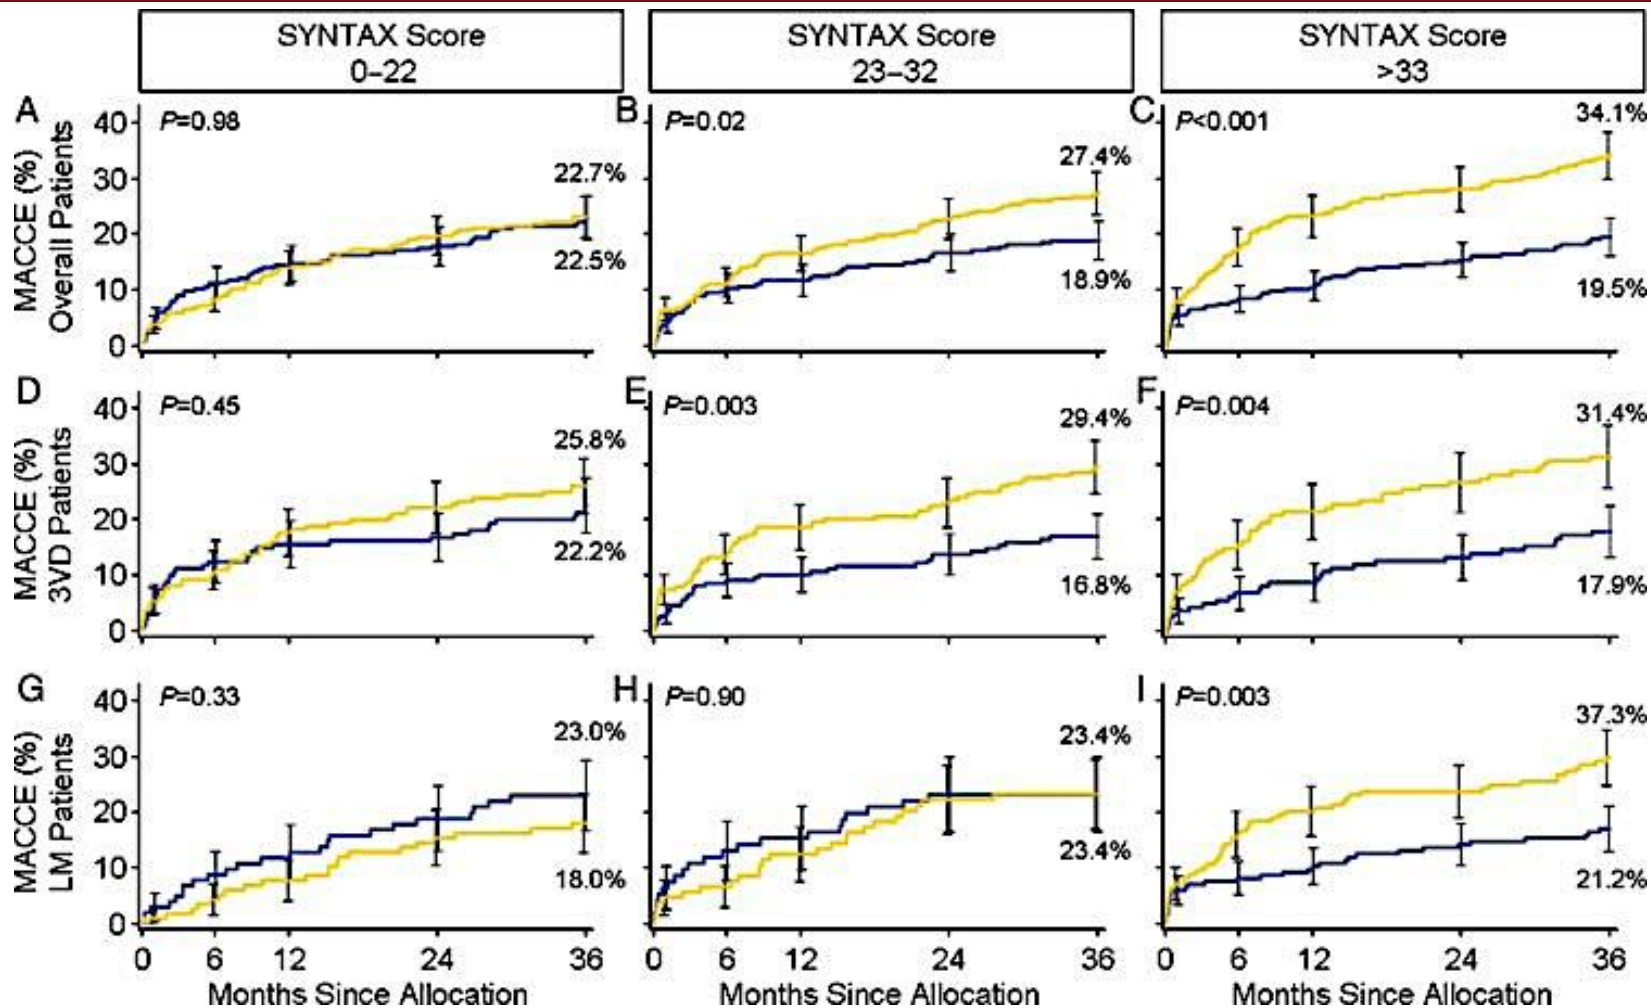 SYNTAX Score
0–22
SYNTAX Score
23–32
SYNTAX Score
>33
A
MACCE (%)
Overall Patients
40
30
20
10
0
P=0.98
22.7%
22.5%
B
P=0.02
27.4%
18.9%
C
P<0.001
34.1%
19.5%
D
MACCE (%)
3VD Patients
40
30
20
10
0
P=0.45
25.8%
22.2%
E
P=0.003
29.4%
16.8%
F
P=0.004
31.4%
17.9%
G
MACCE (%)
LM Patients
40
30
20
10
0
P=0.33
23.0%
18.0%
H
P=0.90
23.4%
23.4%
I
P=0.003
37.3%
21.2%
0 6 12 24 36
Months Since Allocation
0 6 12 24 36
Months Since Allocation
0 6 12 24 36
Months Since Allocation